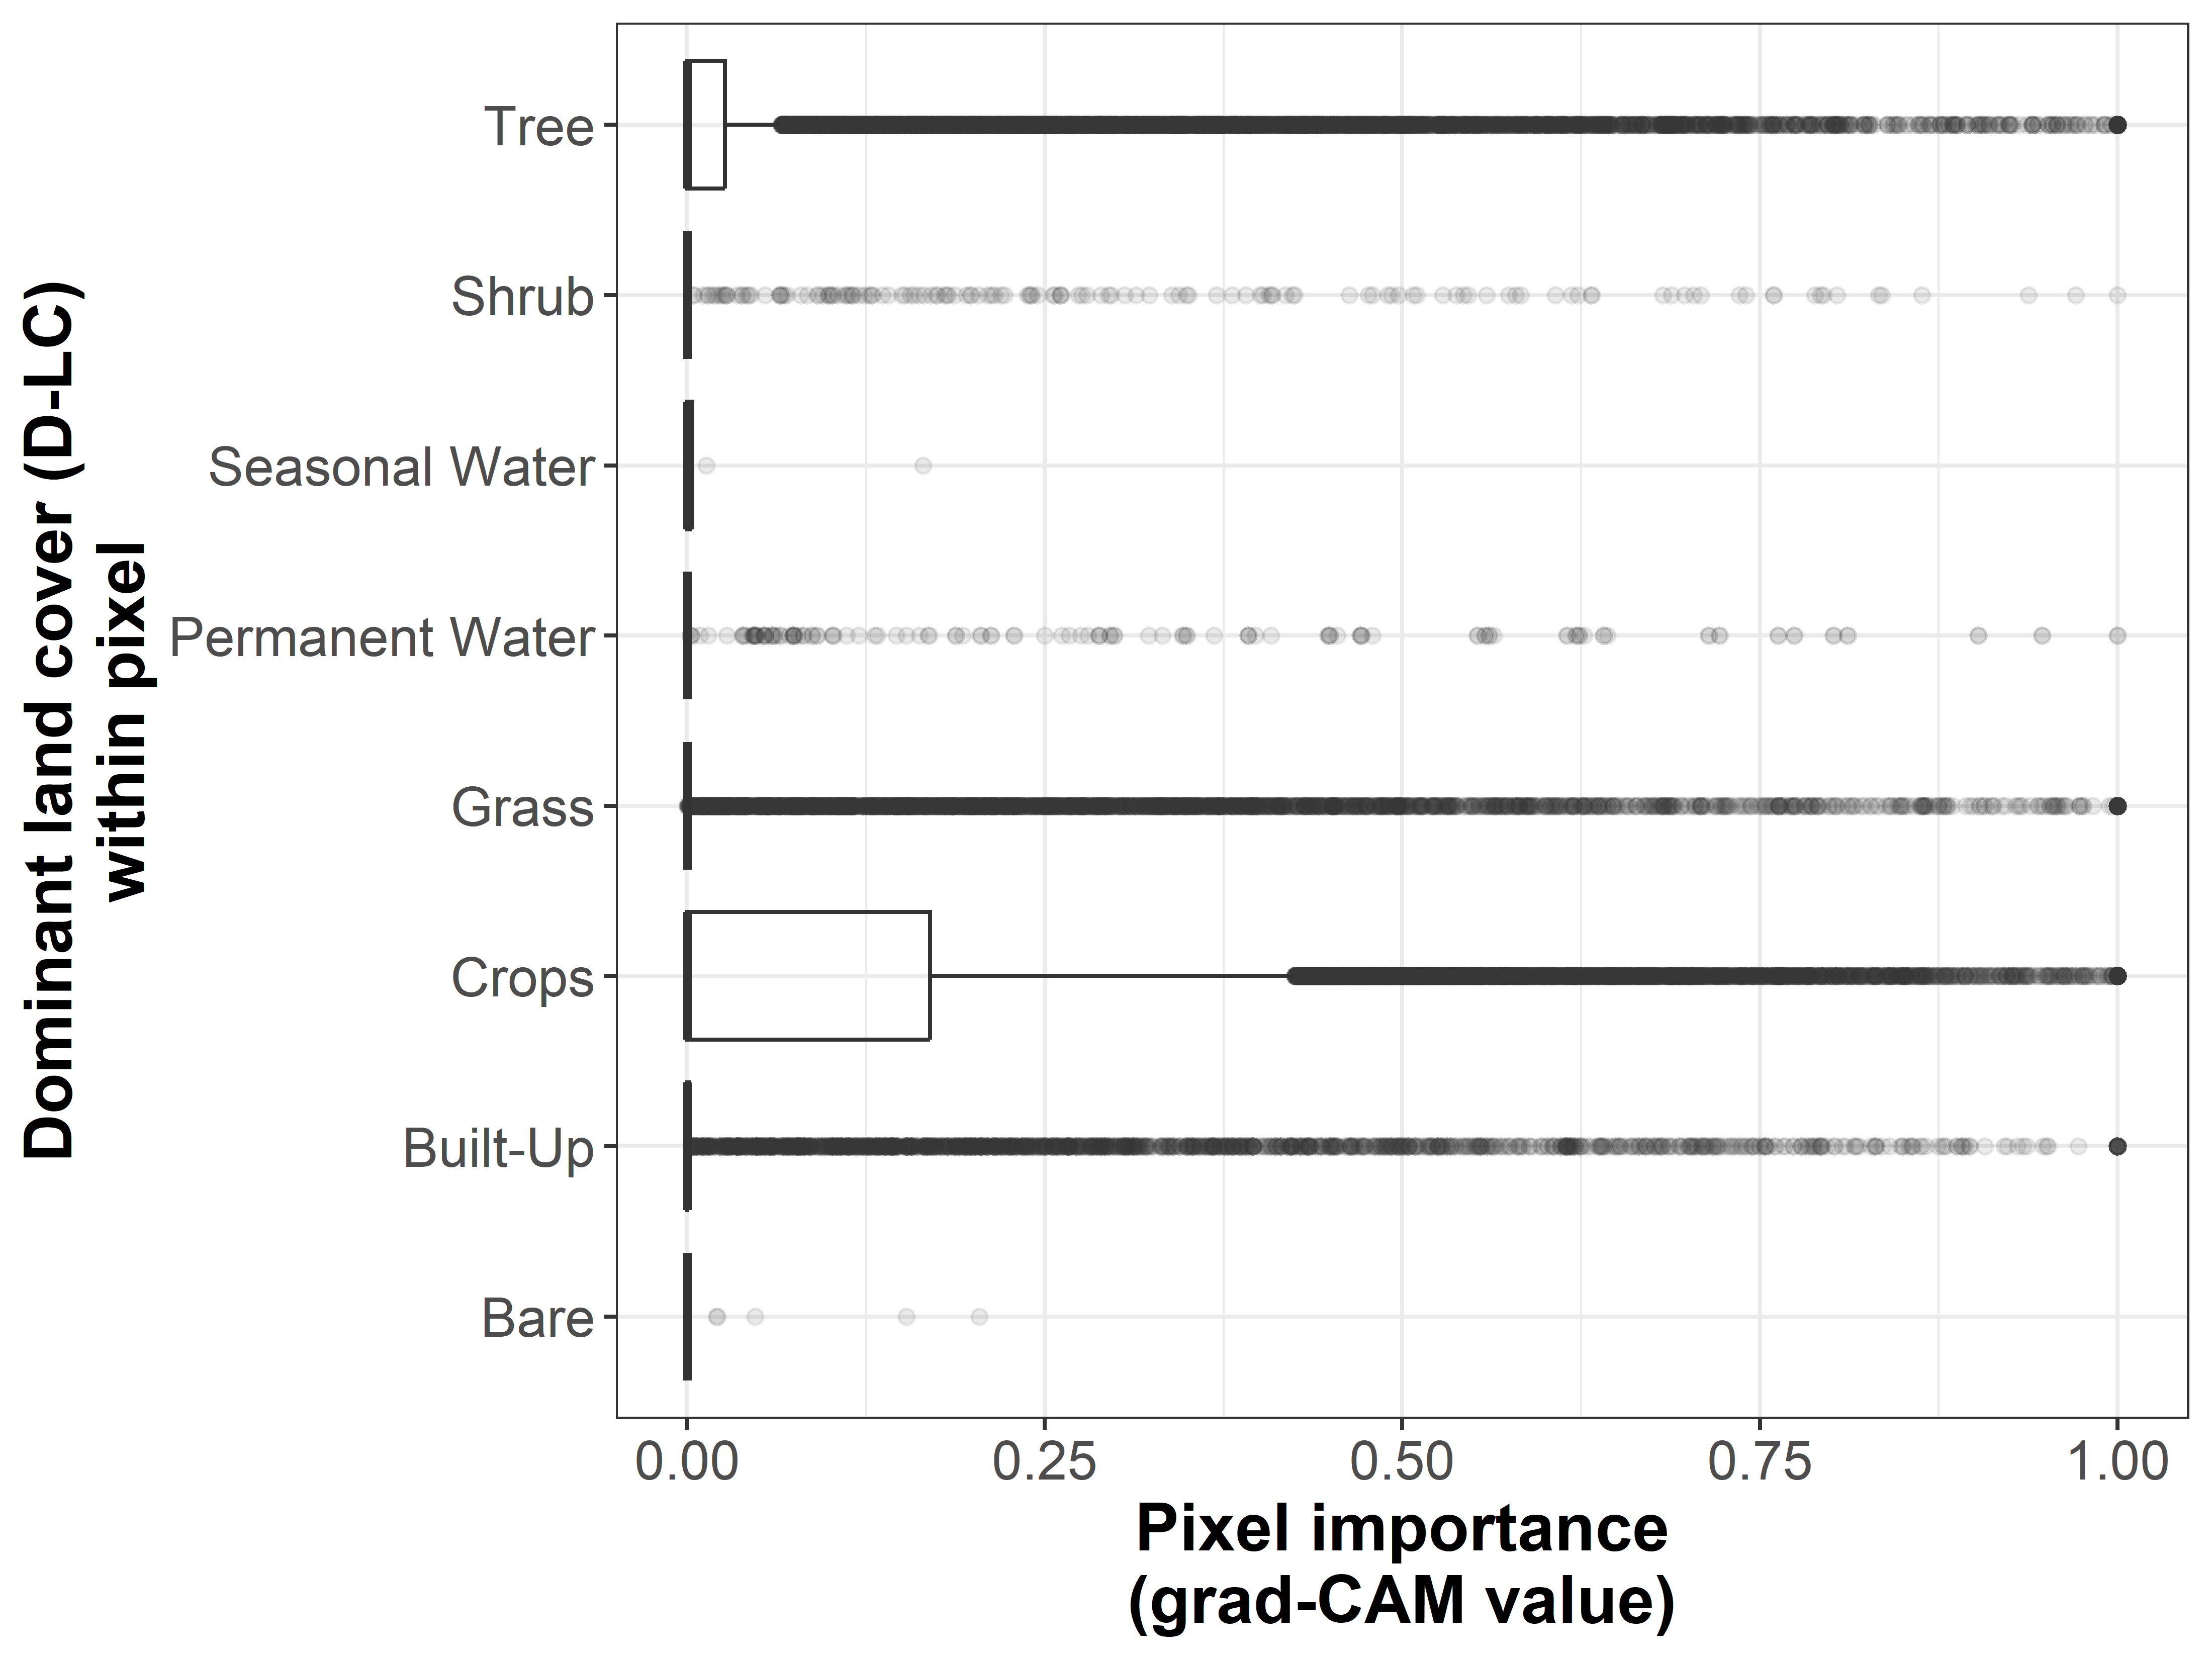 Dominant land cover (D-LC)
within pixel
Tree
Shrub
Seasonal Water
Permanent Water
Grass
Crops
Built-Up
Bare
0.00 0.25 0.50 0.75 1.00
Pixel importance
(grad-CAM value)